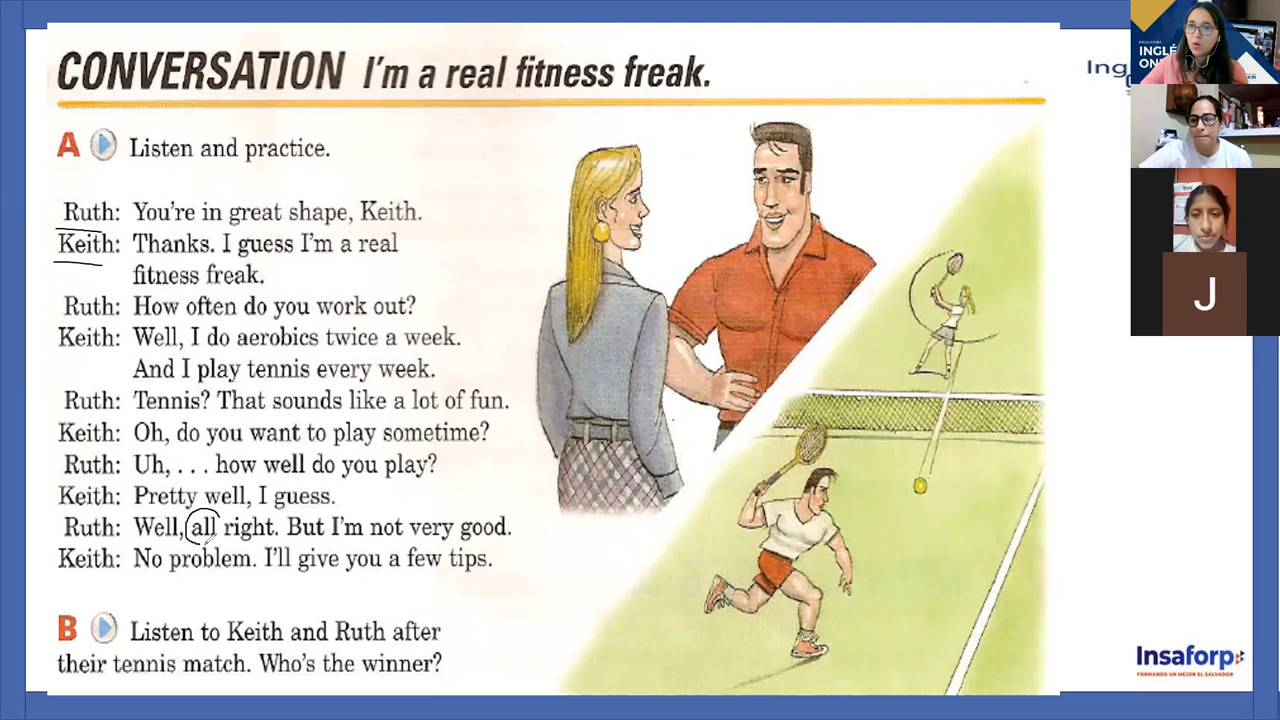 CONVERSATION I'm a real fitness freak.
A Listen and practice.
Ruth: You're in great shape, Keith.
Keith: Thanks. I guess I'm a real
fitness freak.
Ruth: How often do you work out?
Keith: Well, I do aerobics twice a week.
And I play tennis every week.
Ruth: Tennis? That sounds like a lot of fun.
Keith: Oh, do you want to play sometime?
Ruth: Uh, . . . how well do you play?
Keith: Pretty well, I guess.
Ruth: Well, all right. But I'm not very good.
Keith: No problem. I'll give you a few tips.
B Listen to Keith and Ruth after
their tennis match. Who's the winner?
Ing
INGLÉ
ON
J
Insaforp
FORMANDO UN MEJOR EL SALVADOR